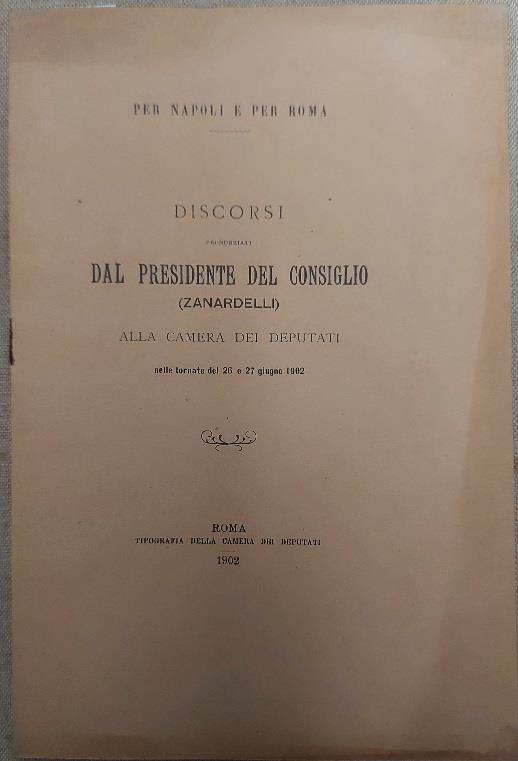 PER NAPOLI E PER ROMA
DISCORSI
PRONUNZIATI
DAL PRESIDENTE DEL CONSIGLIO
(ZANARDELLI)
ALLA CAMERA DEI DEPUTATI
nelle tornate del 26 e 27 giugno 1902
ROMA
TIPOGRAFIA DELLA CAMERA DEI DEPUTATI
1902